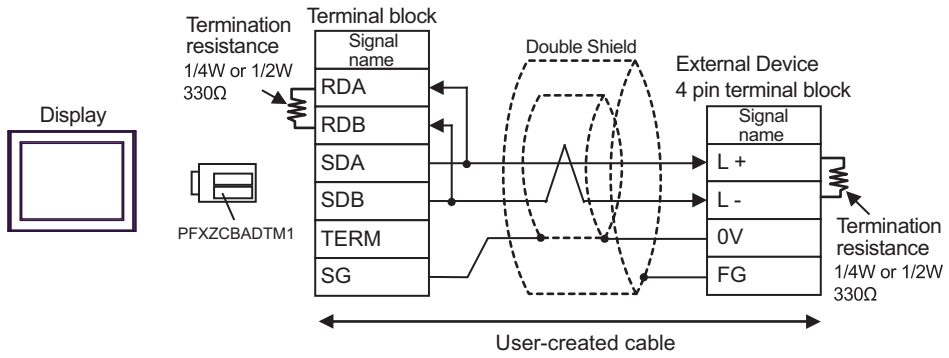 Display
PFXZCBADTM1
Termination
resistance
1/4W or 1/2W
330Ω
Terminal block
Signal
name
RDA
RDB
SDA
SDB
TERM
SG
Double Shield
External Device
4 pin terminal block
Signal
name
L +
L -
0V
FG
Termination
resistance
1/4W or 1/2W
330Ω
User-created cable